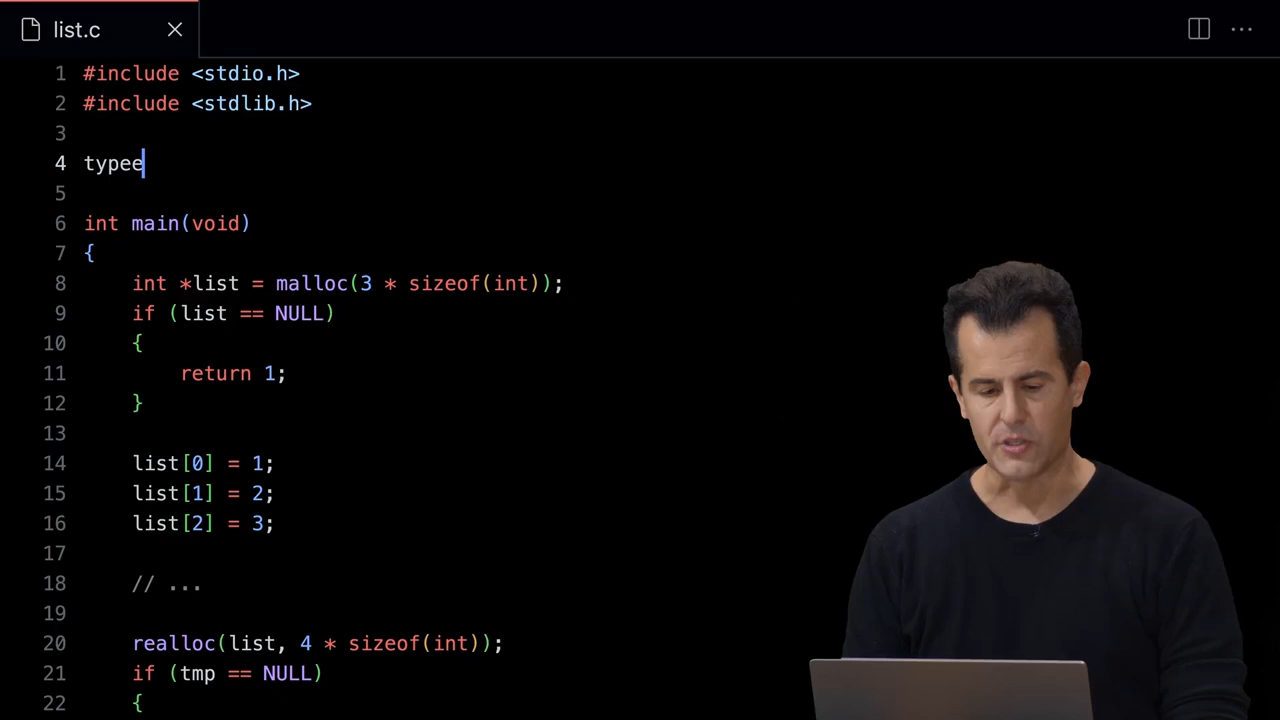 list.c
1 #include <stdio.h>
2 #include <stdlib.h>
3
4 typee
5
6 int main(void)
7 {
8     int *list = malloc(3 * sizeof(int));
9     if (list == NULL)
10     {
11         return 1;
12     }
13
14     list[0] = 1;
15     list[1] = 2;
16     list[2] = 3;
17
18     // ...
19
20     realloc(list, 4 * sizeof(int));
21     if (tmp == NULL)
22     {